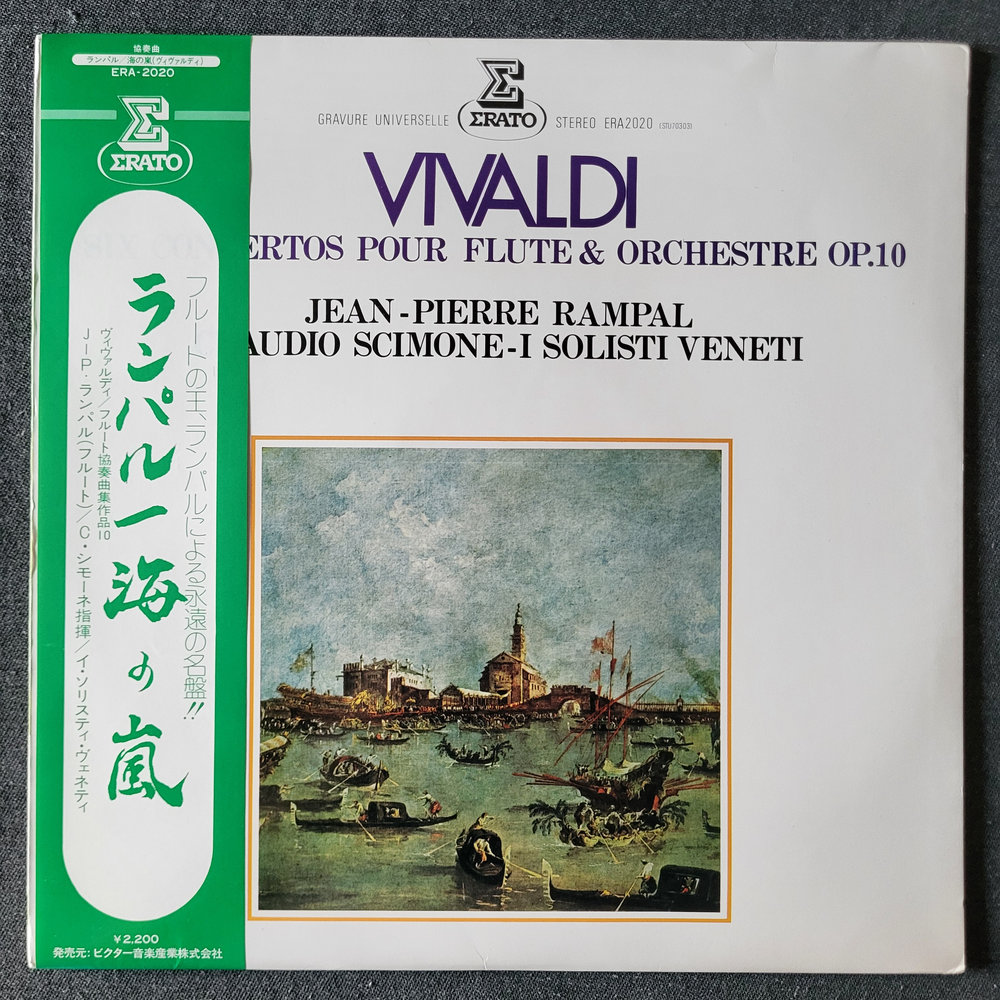 協奏曲
ランパル/海の嵐(ヴィヴァルディ)
ERA-2020
ΣRATO
フルートの王、ランパルによる永遠の名盤!!
ランパル―海の嵐
ヴィヴァルディ/フルート協奏曲集作品10
J-P・ランパル(フルート)/C・シモーネ指揮/イ・ソリスティ・ヴェネティ
¥2,200
発売元:ビクター音楽産業株式会社
GRAVURE UNIVERSELLE ΣRATO STEREO ERA2020 (STU70303)
VIVALDI
ERTOS POUR FLUTE & ORCHESTRE OP.10
JEAN-PIERRE RAMPAL
AUDIO SCIMONE-I SOLISTI VENETI